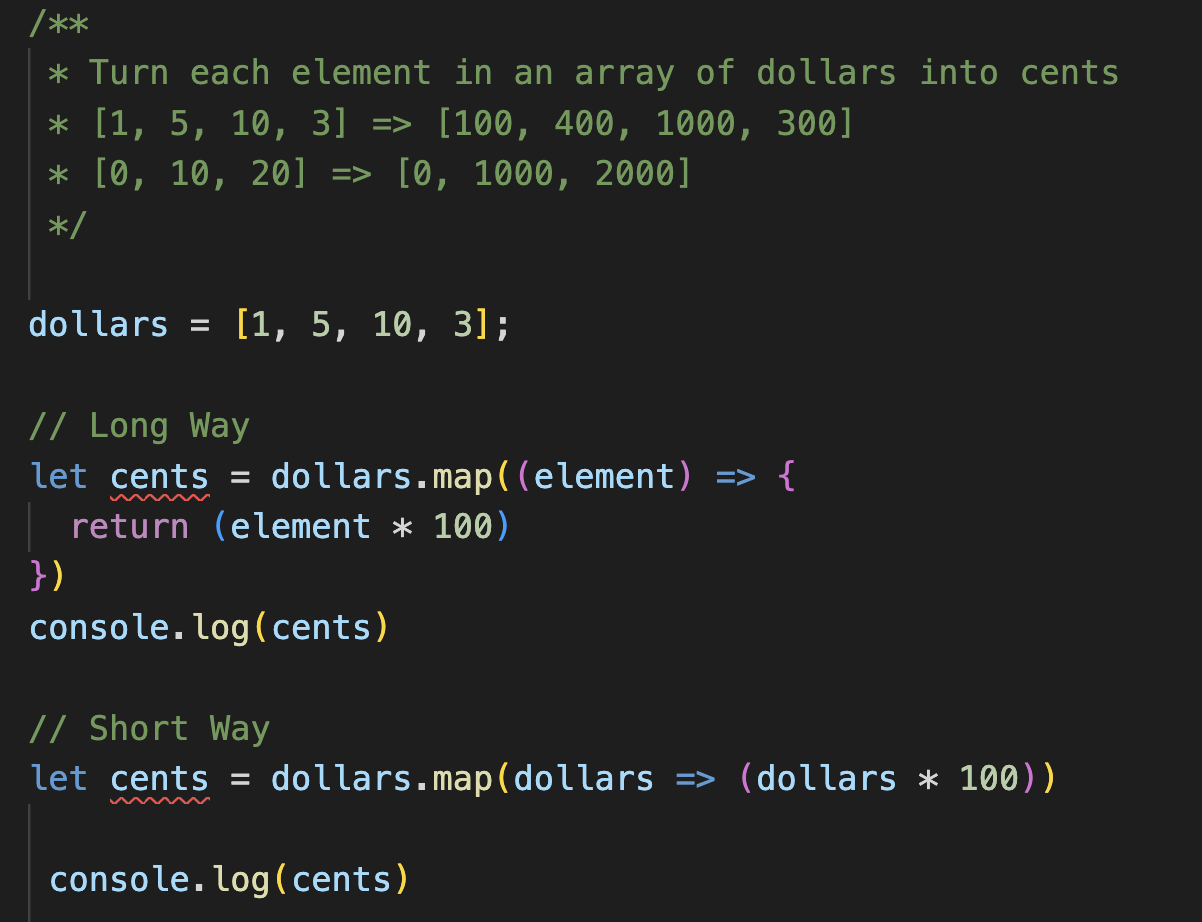 /**
 * Turn each element in an array of dollars into cents
 * [1, 5, 10, 3] => [100, 400, 1000, 300]
 * [0, 10, 20] => [0, 1000, 2000]
 */
dollars = [1, 5, 10, 3];
// Long Way
let cents = dollars.map((element) => {
  return (element * 100)
})
console.log(cents)
// Short Way
let cents = dollars.map(dollars => (dollars * 100))
 console.log(cents)